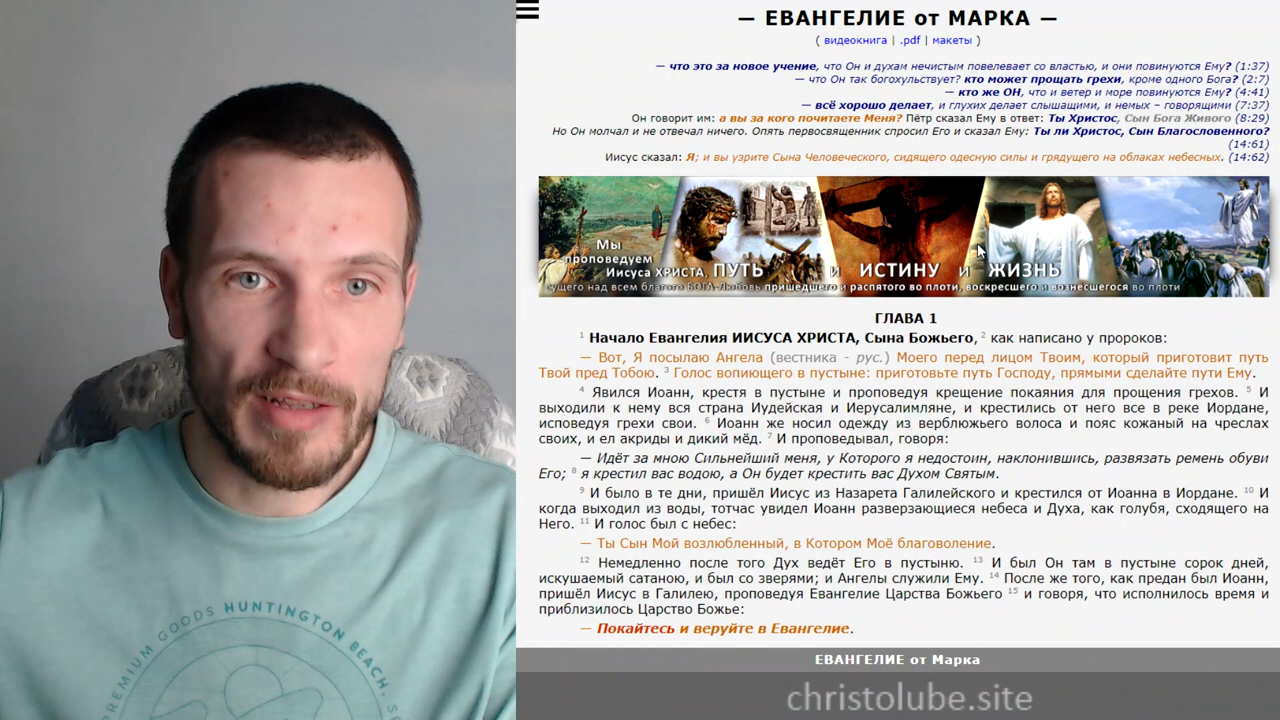 — ЕВАНГЕЛИЕ от МАРКА —
( видеокнига | .pdf | макеты )
— что это за новое учение, что Он и духам нечистым повелевает со властью, и они повинуются Ему? (1:37)
— что Он так богохульствует? кто может прощать грехи, кроме одного Бога? (2:7)
— кто же ОН, что и ветер и море повинуются Ему? (4:41)
— всё хорошо делает, и глухих делает слышащими, и немых – говорящими (7:37)
Он говорит им: а вы за кого почитаете Меня? Пётр сказал Ему в ответ: Ты Христос, Сын Бога Живого (8:29)
Но Он молчал и не отвечал ничего. Опять первосвященник спросил Его и сказал Ему: Ты ли Христос, Сын Благословенного?
(14:61)
Иисус сказал: Я; и вы узрите Сына Человеческого, сидящего одесную силы и грядущего на облаках небесных. (14:62)
Мы
проповедуем
Иисуса ХРИСТА, ПУТЬ и ИСТИНУ и ЖИЗНЬ
сущего над всем благого БОГА-Любовь пришедшего и распятого во плоти, воскресшего и вознесшегося во плоти
ГЛАВА 1
1 Начало Евангелия ИИСУСА ХРИСТА, Сына Божьего, 2 как написано у пророков:
— Вот, Я посылаю Ангела (вестника - рус.) Моего перед лицом Твоим, который приготовит путь
Твой пред Тобою. 3 Голос вопиющего в пустыне: приготовьте путь Господу, прямыми сделайте пути Ему.
4 Явился Иоанн, крестя в пустыне и проповедуя крещение покаяния для прощения грехов. 5 И
выходили к нему вся страна Иудейская и Иерусалимляне, и крестились от него все в реке Иордане,
исповедуя грехи свои. 6 Иоанн же носил одежду из верблюжьего волоса и пояс кожаный на чреслах
своих, и ел акриды и дикий мёд. 7 И проповедывал, говоря:
— Идёт за мною Сильнейший меня, у Которого я недостоин, наклонившись, развязать ремень обуви
Его; 8 я крестил вас водою, а Он будет крестить вас Духом Святым.
9 И было в те дни, пришёл Иисус из Назарета Галилейского и крестился от Иоанна в Иордане. 10 И
когда выходил из воды, тотчас увидел Иоанн разверзающиеся небеса и Духа, как голубя, сходящего на
Него. 11 И голос был с небес:
— Ты Сын Мой возлюбленный, в Котором Моё благоволение.
12 Немедленно после того Дух ведёт Его в пустыню. 13 И был Он там в пустыне сорок дней,
искушаемый сатаною, и был со зверями; и Ангелы служили Ему. 14 После же того, как предан был Иоанн,
пришёл Иисус в Галилею, проповедуя Евангелие Царства Божьего 15 и говоря, что исполнилось время и
приблизилось Царство Божье:
— Покайтесь и веруйте в Евангелие.
ЕВАНГЕЛИЕ от Марка
christolube.site
PREMIUM GOODS HUNTINGTON BEACH.